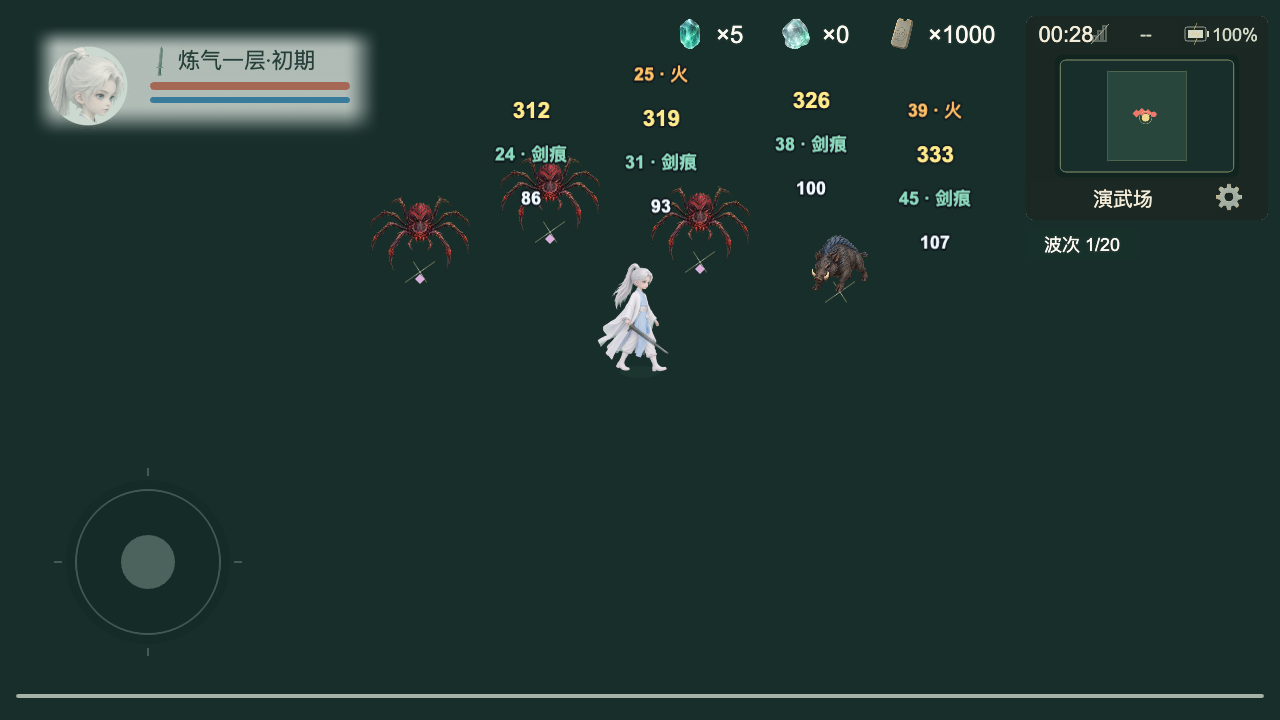 炼气一层·初期
×5
×0
×1000
00:28
--
100%
演武场
波次 1/20
312
24 · 剑痕
86
25 · 火
319
31 · 剑痕
93
326
38 · 剑痕
100
39 · 火
333
45 · 剑痕
107